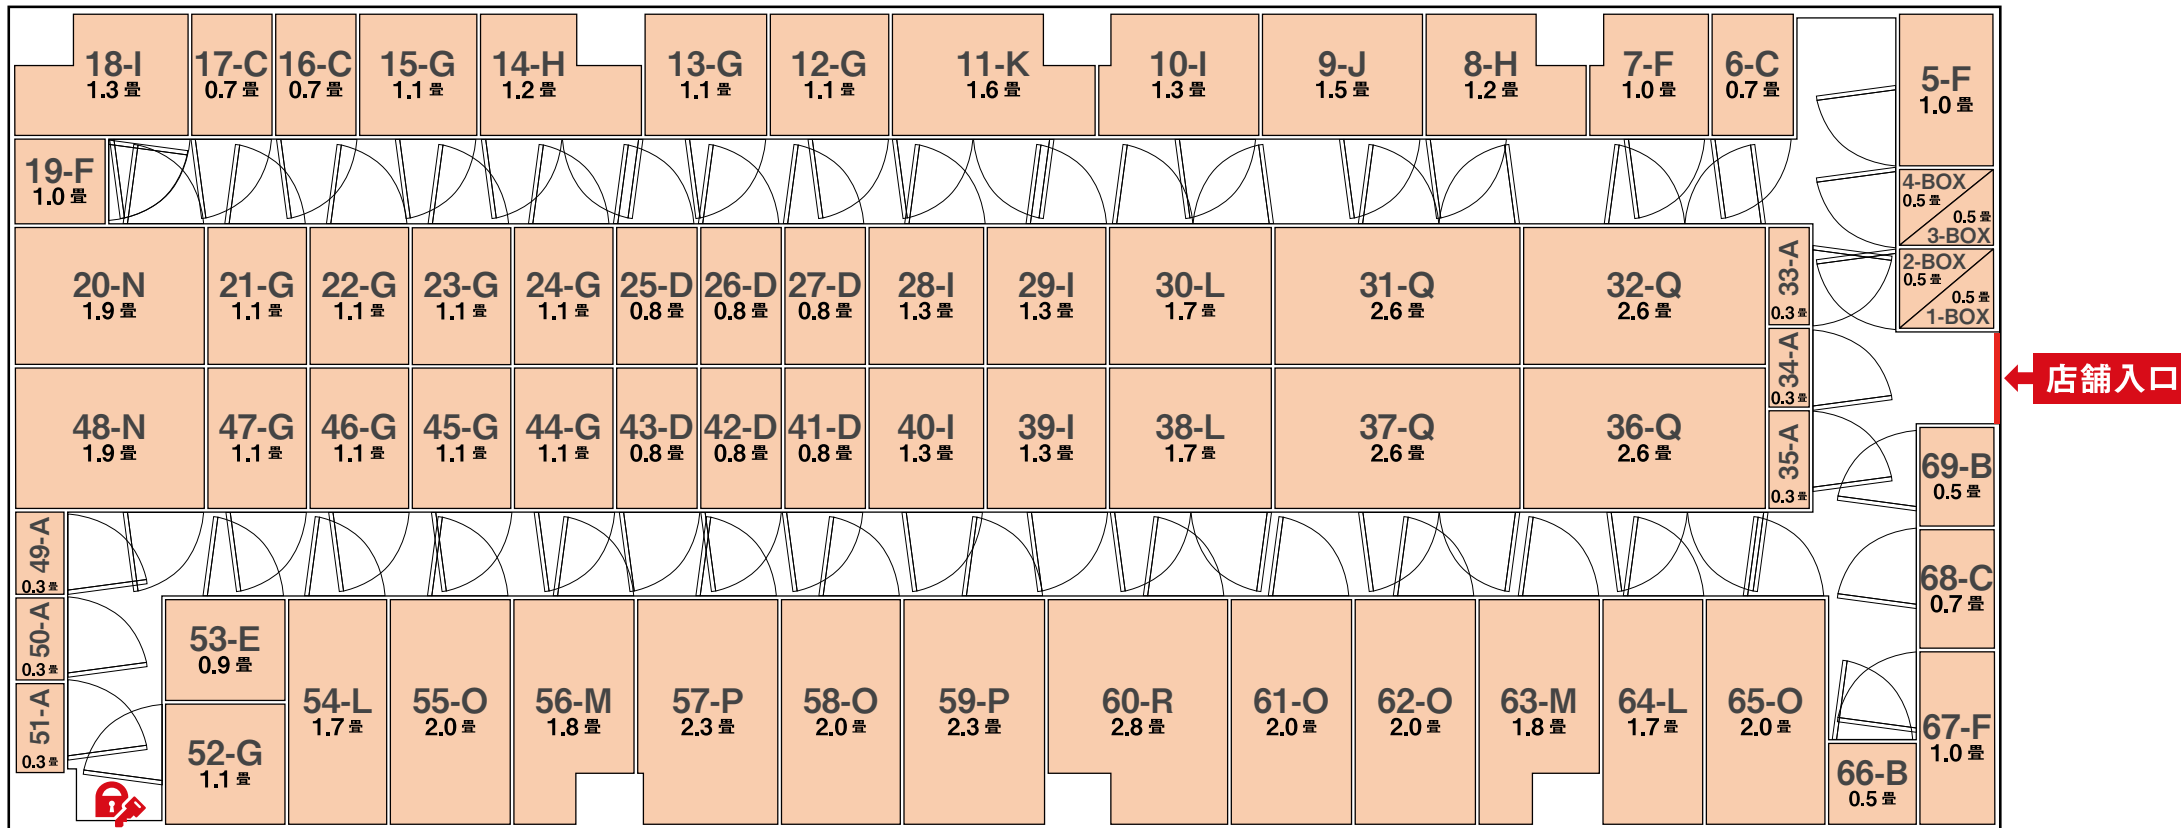 18-I
1.3 畳
17-C
0.7 畳
16-C
0.7 畳
15-G
1.1 畳
14-H
1.2 畳
13-G
1.1 畳
12-G
1.1 畳
11-K
1.6 畳
10-I
1.3 畳
9-J
1.5 畳
8-H
1.2 畳
7-F
1.0 畳
6-C
0.7 畳
5-F
1.0 畳
4-BOX
0.5 畳
0.5 畳
3-BOX
2-BOX
0.5 畳
0.5 畳
1-BOX
19-F
1.0 畳
20-N
1.9 畳
21-G
1.1 畳
22-G
1.1 畳
23-G
1.1 畳
24-G
1.1 畳
25-D
0.8 畳
26-D
0.8 畳
27-D
0.8 畳
28-I
1.3 畳
29-I
1.3 畳
30-L
1.7 畳
31-Q
2.6 畳
32-Q
2.6 畳
33-A
0.3 畳
34-A
0.3 畳
35-A
0.3 畳
店舗入口
48-N
1.9 畳
47-G
1.1 畳
46-G
1.1 畳
45-G
1.1 畳
44-G
1.1 畳
43-D
0.8 畳
42-D
0.8 畳
41-D
0.8 畳
40-I
1.3 畳
39-I
1.3 畳
38-L
1.7 畳
37-Q
2.6 畳
36-Q
2.6 畳
69-B
0.5 畳
68-C
0.7 畳
67-F
1.0 畳
66-B
0.5 畳
49-A
0.3 畳
50-A
0.3 畳
51-A
0.3 畳
53-E
0.9 畳
52-G
1.1 畳
54-L
1.7 畳
55-O
2.0 畳
56-M
1.8 畳
57-P
2.3 畳
58-O
2.0 畳
59-P
2.3 畳
60-R
2.8 畳
61-O
2.0 畳
62-O
2.0 畳
63-M
1.8 畳
64-L
1.7 畳
65-O
2.0 畳